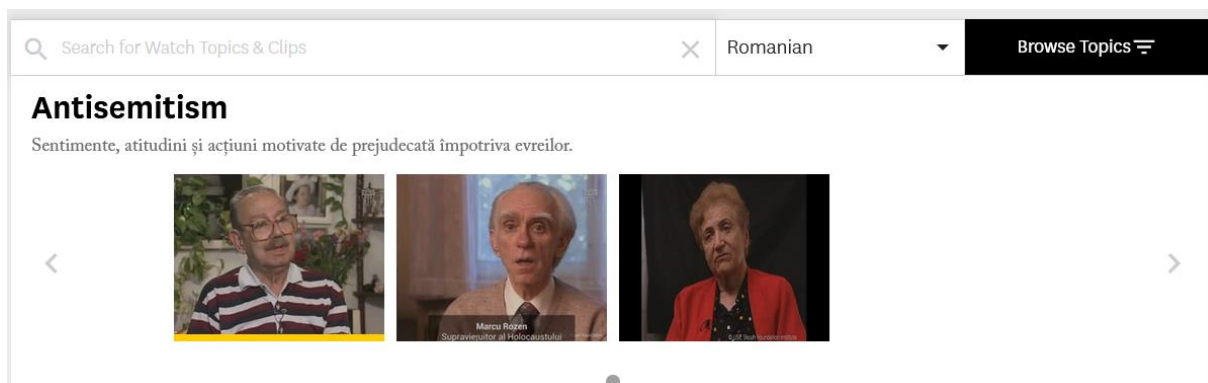 Search for Watch Topics & Clips
Romanian
Browse Topics
Antisemitism
Sentimente, atitudini și acțiuni motivate de prejudecată împotriva evreilor.
Marcu Rozen
Supraviețuitor al Holocaustului